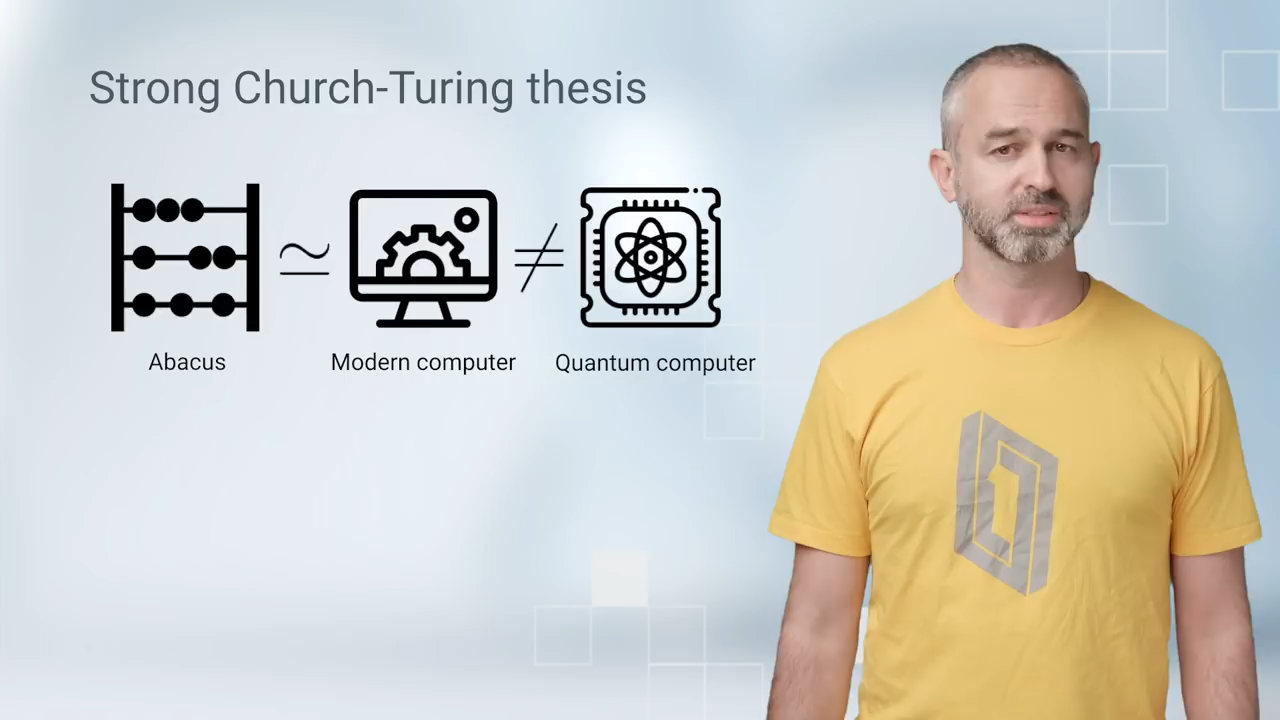 Strong Church-Turing thesis
≃ ≠
Abacus
Modern computer
Quantum computer